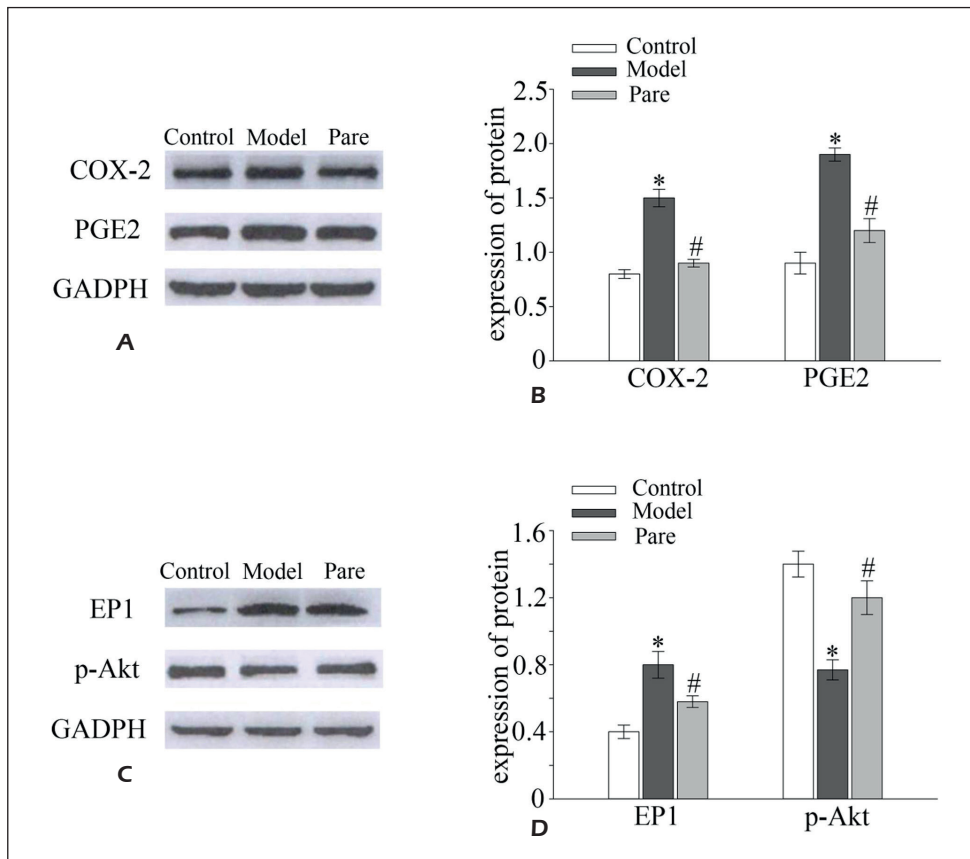 Control Model Pare
COX-2
PGE2
GADPH
A
Control
Model
Pare
expression of protein
2.5
2.0
1.5
1.0
0.5
0
*
#
*
#
COX-2 PGE2
B
Control Model Pare
EP1
p-Akt
GADPH
C
Control
Model
Pare
expression of protein
1.6
1.2
0.8
0.4
0
*
#
*
#
EP1 p-Akt
D